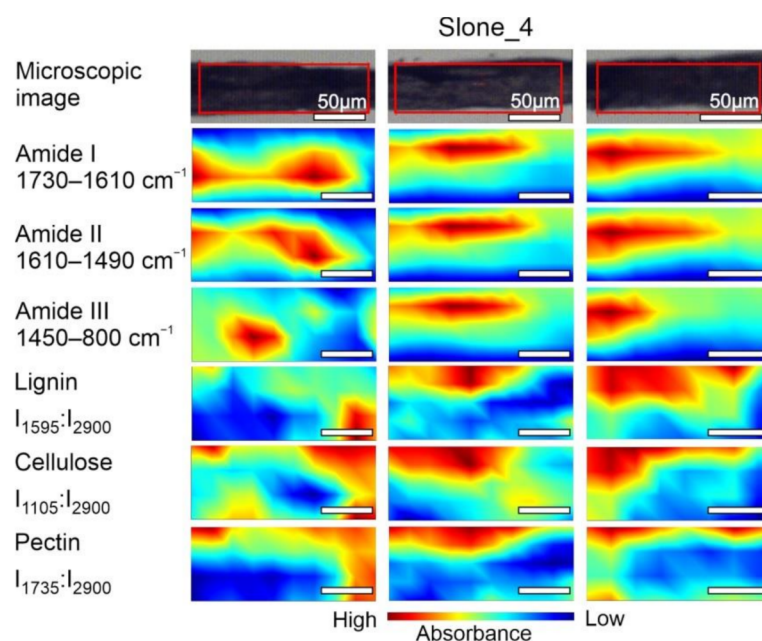 Slone_4
Microscopic
image
50μm 50μm 50μm
Amide I
1730–1610 cm⁻¹
Amide II
1610–1490 cm⁻¹
Amide III
1450–800 cm⁻¹
Lignin
I₁₅₉₅:I₂₉₀₀
Cellulose
I₁₁₀₅:I₂₉₀₀
Pectin
I₁₇₃₅:I₂₉₀₀
High Low
Absorbance